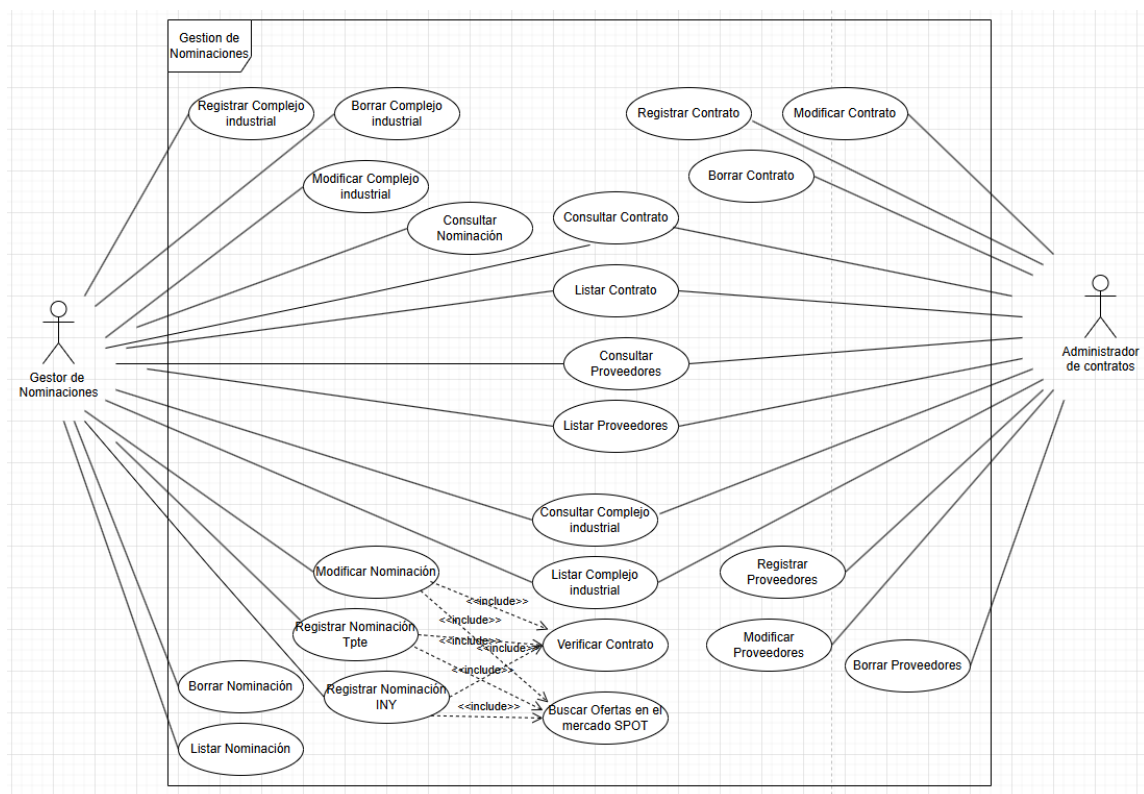 Gestion de
Nominaciones
Registrar Complejo
industrial
Borrar Complejo
industrial
Registrar Contrato
Modificar Contrato
Modificar Complejo
industrial
Borrar Contrato
Consultar
Nominación
Consultar Contrato
Listar Contrato
Gestor de
Nominaciones
Administrador
de contratos
Consultar
Proveedores
Listar Proveedores
Consultar Complejo
industrial
Modificar Nominación
Listar Complejo
industrial
Registrar
Proveedores
<<include>>
<<include>>
Registrar Nominación
Tpte
<<include>>
<<include>>
Verificar Contrato
Modificar
Proveedores
Borrar Proveedores
<<include>>
Borrar Nominación
Registrar Nominación
INY
<<include>>
Buscar Ofertas en el
mercado SPOT
Listar Nominación